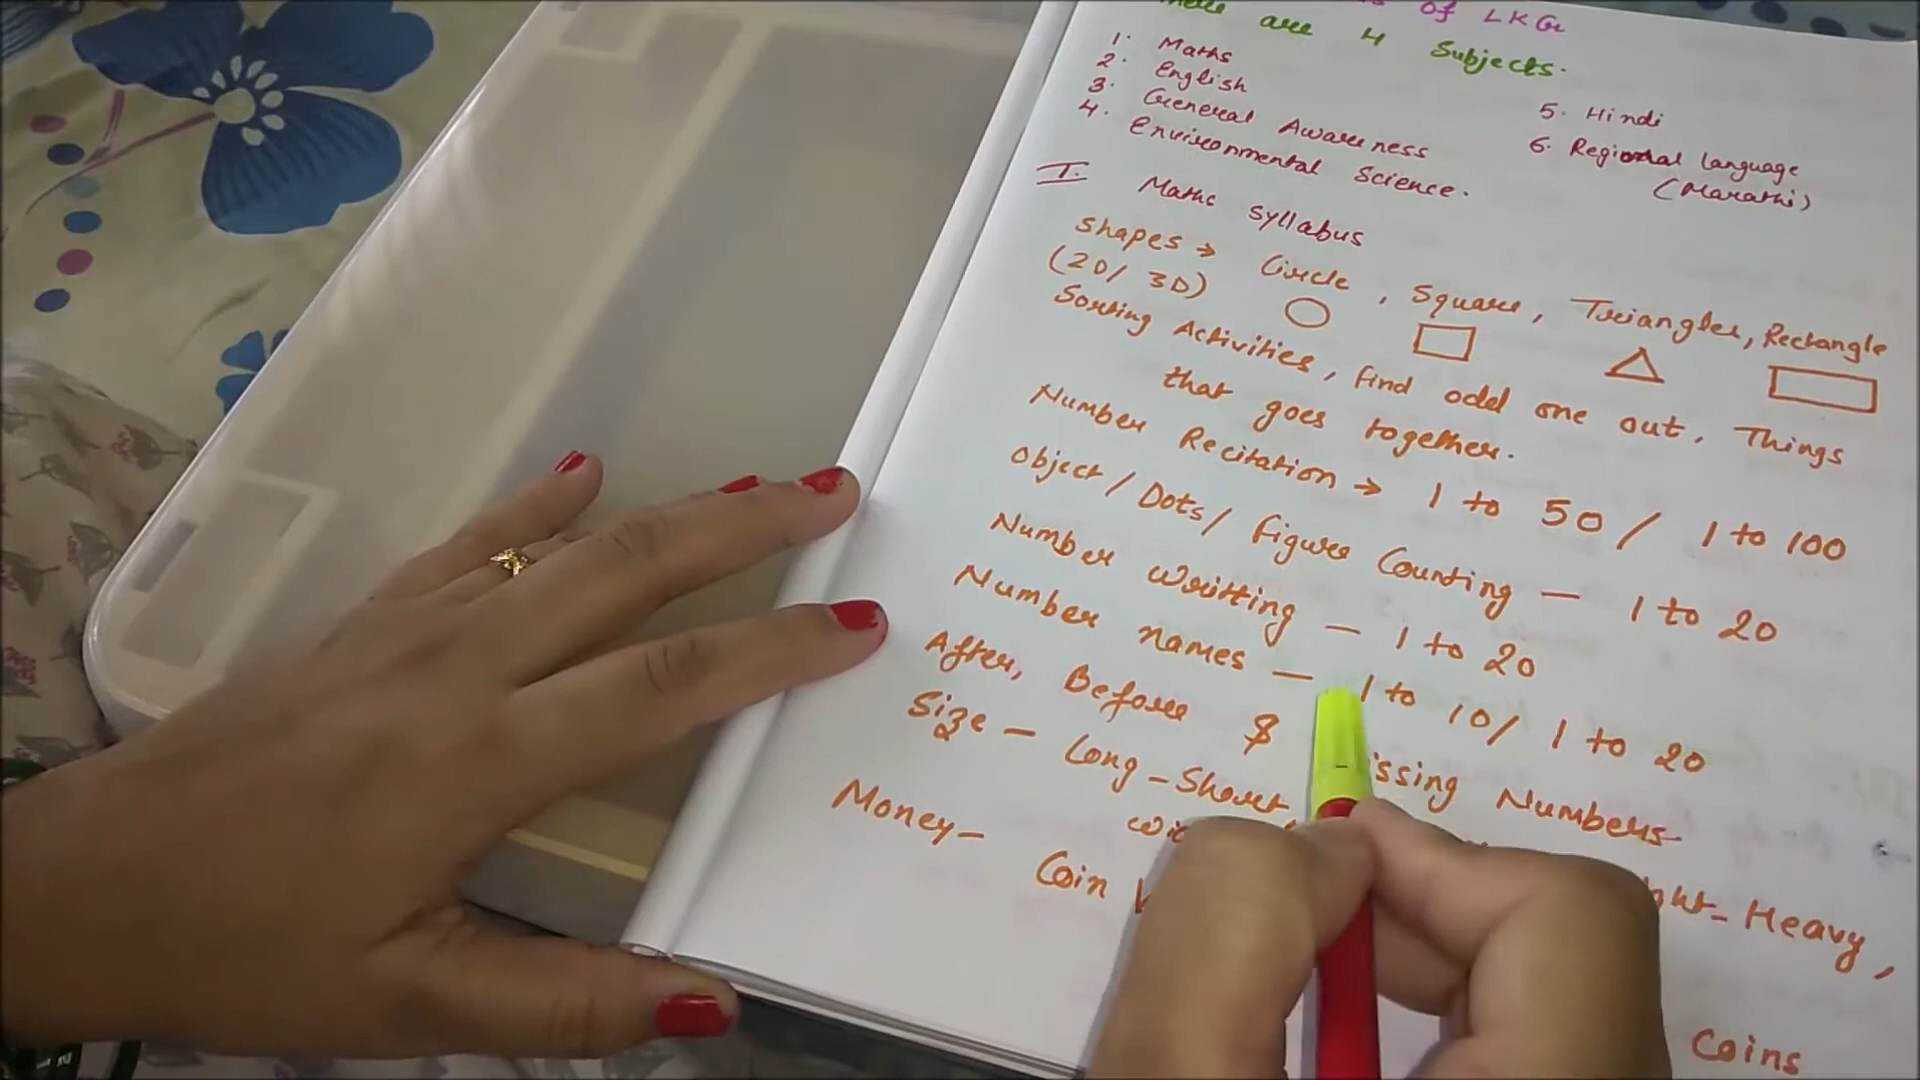 of LKG
There are 4 Subjects.
1. Maths
2. English
3. General Awareness
4. Environmental Science.
5. Hindi
6. Regional language
(Marathi)
I. Maths syllabus
Shapes → Circle, Square, Triangles, Rectangle
(2D/ 3D)
Sorting Activities, find odd one out, Things
that goes together.
Number Recitation → 1 to 50 / 1 to 100
Object / Dots / figure Counting — 1 to 20
Number writting — 1 to 20
Number names — 1 to 10/ 1 to 20
After, Before $ issing Numbers
Size — Long-Short,
Heavy,
Money- Coin
Coins